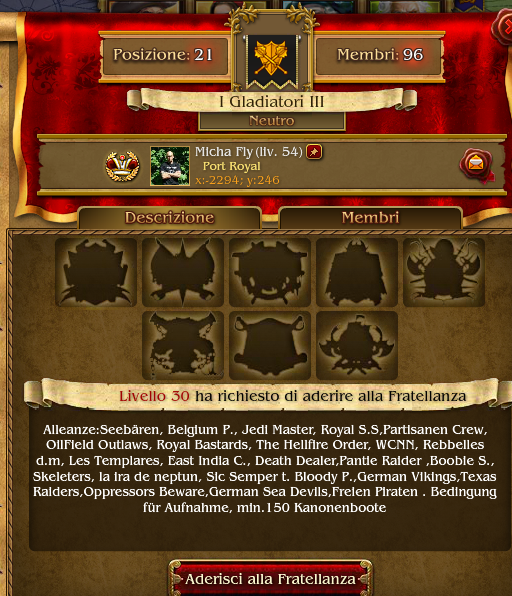 Posizione: 21
Membri: 96
I Gladiatori III
Neutro
Micha Fly (liv. 54)
Port Royal
x:-2294; y:246
Descrizione
Membri
Livello 30 ha richiesto di aderire alla Fratellanza
Alleanze:Seebären, Belgium P., Jedi Master, Royal S.S,Partisanen Crew,
OilField Outlaws, Royal Bastards, The Hellfire Order, WCNN, Rebbelles
d.m, Les Templares, East India C., Death Dealer,Pantie Raider ,Boobie S.,
Skeleters, la ira de neptun, Sic Semper t. Bloody P.,German Vikings,Texas
Raiders,Oppressors Beware,German Sea Devils,Freien Piraten . Bedingung
für Aufnahme, min.150 Kanonenboote
Aderisci alla Fratellanza